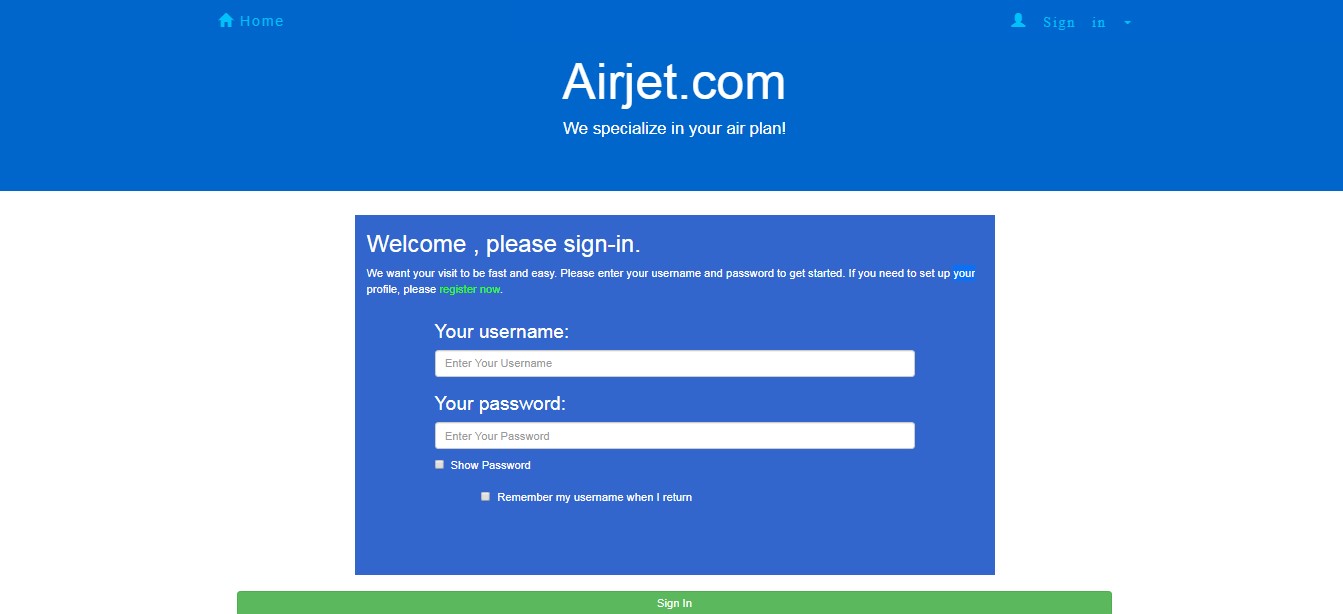 Home
Sign in
Airjet.com
We specialize in your air plan!
Welcome , please sign-in.
We want your visit to be fast and easy. Please enter your username and password to get started. If you need to set up your
profile, please register now.
Your username:
Enter Your Username
Your password:
Enter Your Password
Show Password
Remember my username when I return
Sign In